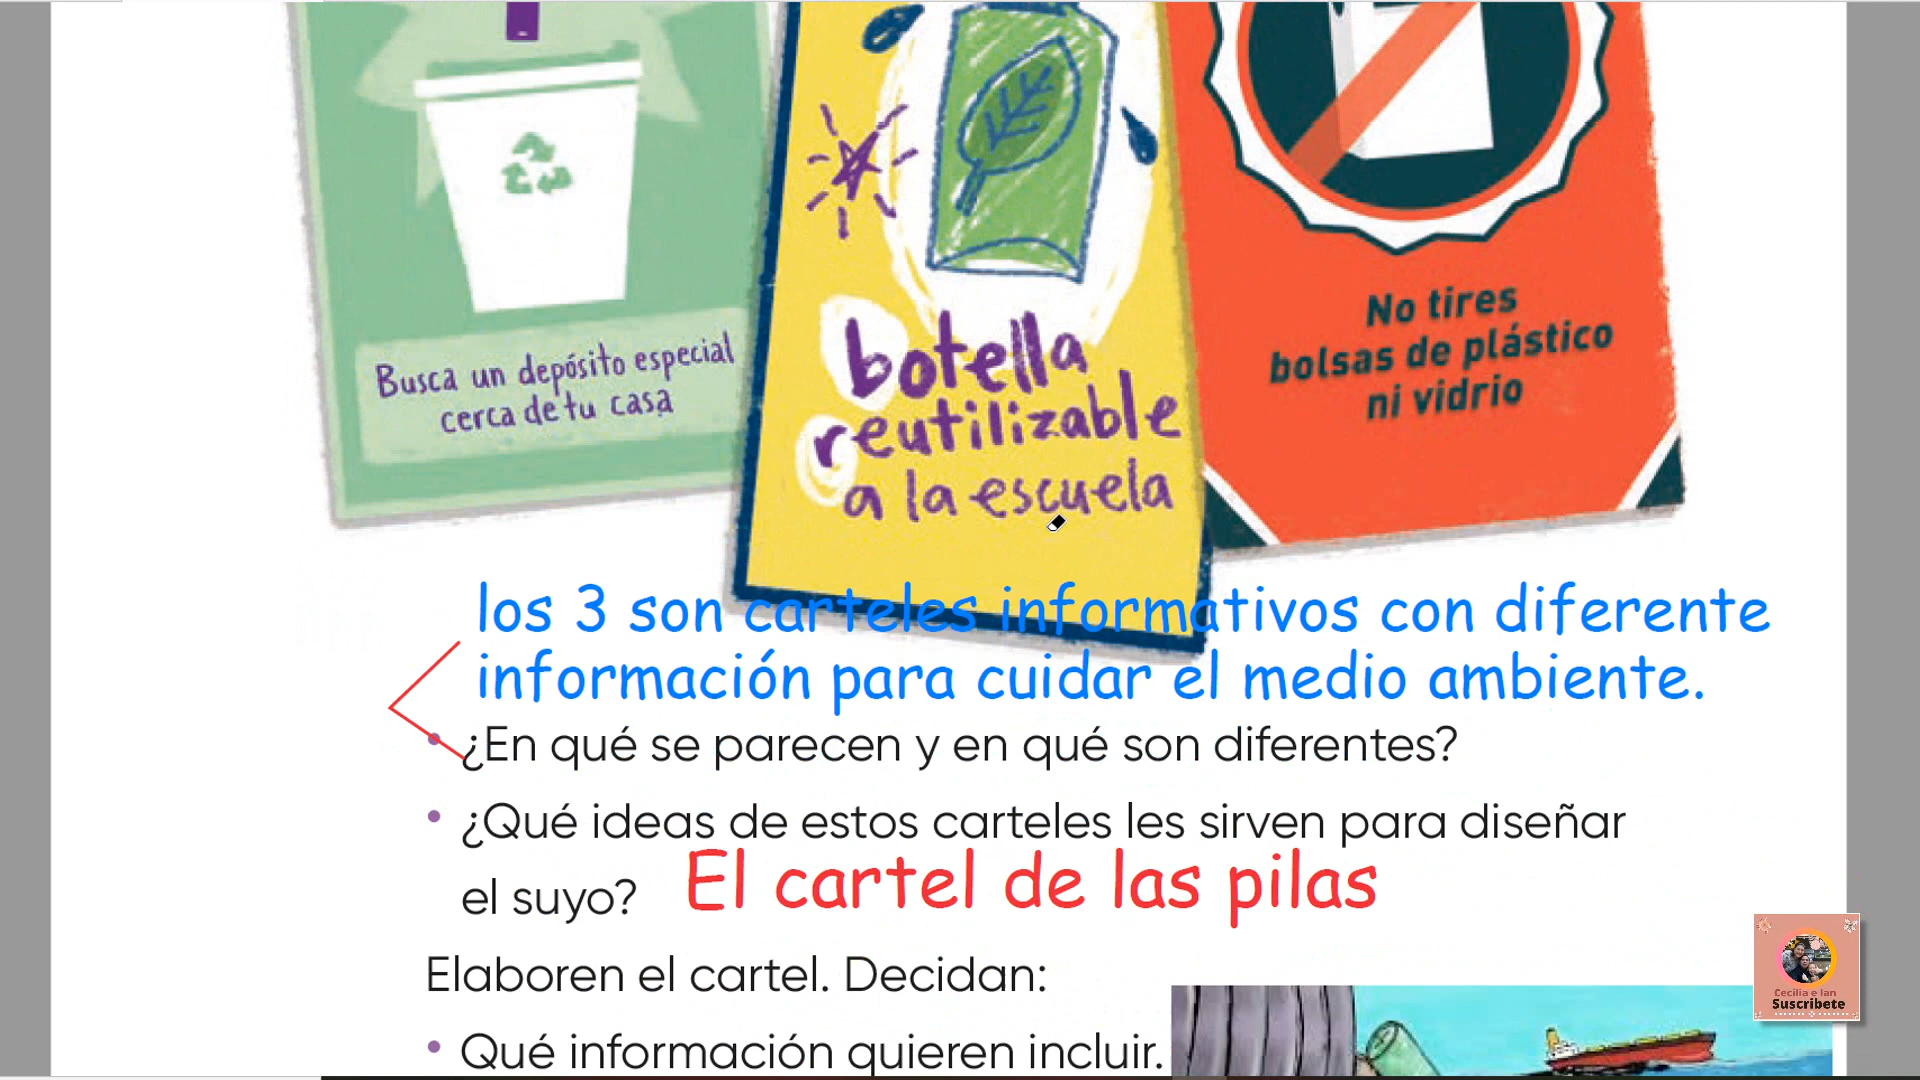 Busca un depósito especial
cerca de tu casa
botella
reutilizable
a la escuela
No tires
bolsas de plástico
ni vidrio
los 3 son carteles informativos con diferente
información para cuidar el medio ambiente.
• ¿En qué se parecen y en qué son diferentes?
• ¿Qué ideas de estos carteles les sirven para diseñar
el suyo? El cartel de las pilas
Elaboren el cartel. Decidan:
• Qué información quieren incluir.
Cecilia e Ian
Suscribete